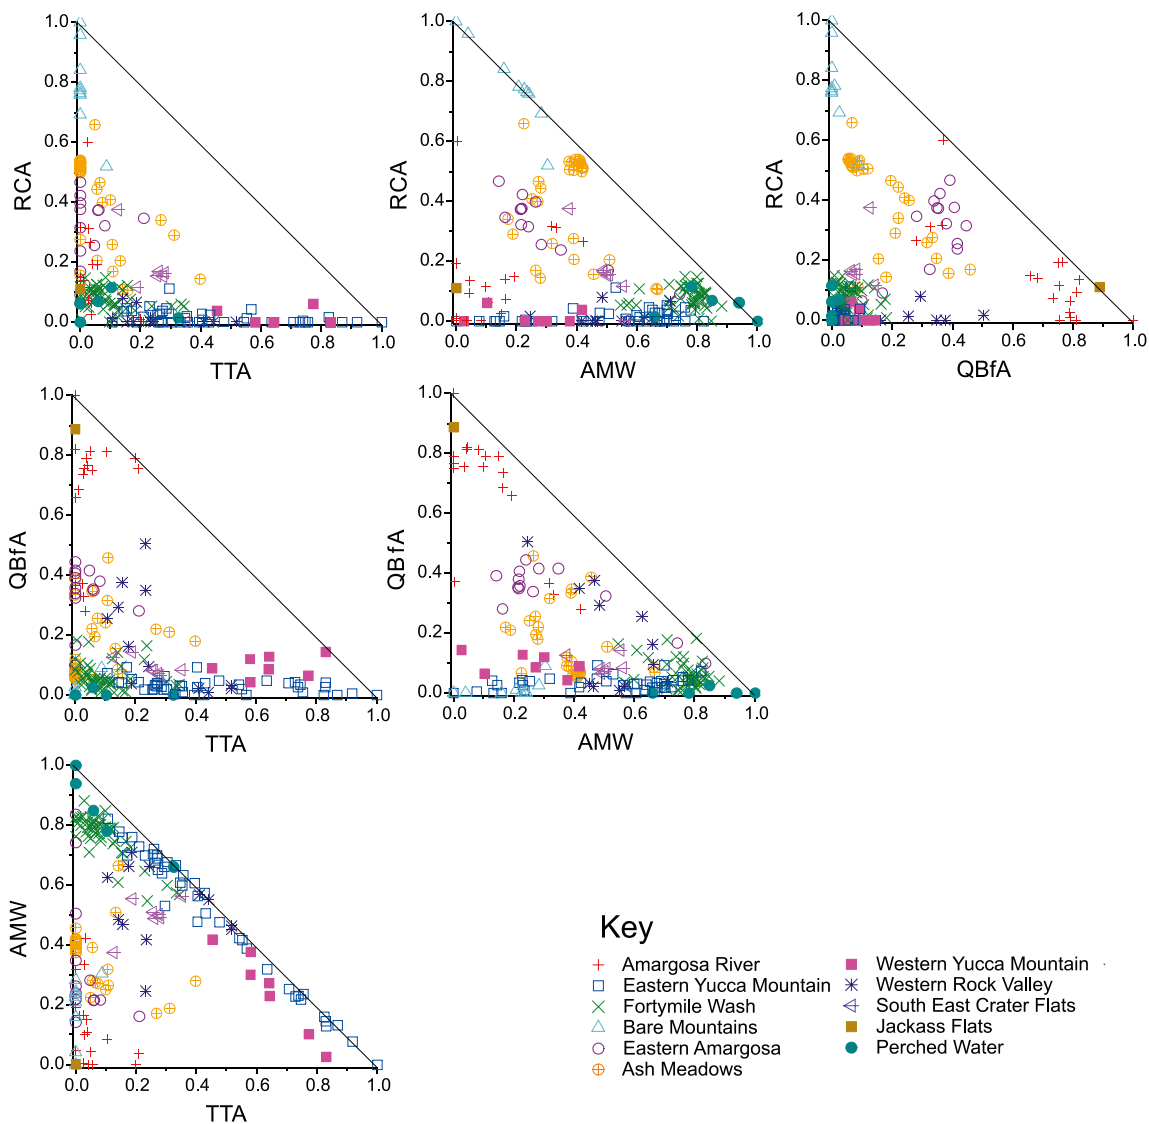 1.0
0.8
0.6
0.4
0.2
0.0
RCA
0.0 0.2 0.4 0.6 0.8 1.0
TTA
1.0
0.8
0.6
0.4
0.2
0.0
RCA
0.0 0.2 0.4 0.6 0.8 1.0
AMW
1.0
0.8
0.6
0.4
0.2
0.0
RCA
0.0 0.2 0.4 0.6 0.8 1.0
QBfA
1.0
0.8
0.6
0.4
0.2
0.0
QBfA
0.0 0.2 0.4 0.6 0.8 1.0
TTA
1.0
0.8
0.6
0.4
0.2
0.0
QBfA
0.0 0.2 0.4 0.6 0.8 1.0
AMW
1.0
0.8
0.6
0.4
0.2
0.0
AMW
0.0 0.2 0.4 0.6 0.8 1.0
TTA
Key
Amargosa River
Eastern Yucca Mountain
Fortymile Wash
Bare Mountains
Eastern Amargosa
Ash Meadows
Western Yucca Mountain
Western Rock Valley
South East Crater Flats
Jackass Flats
Perched Water